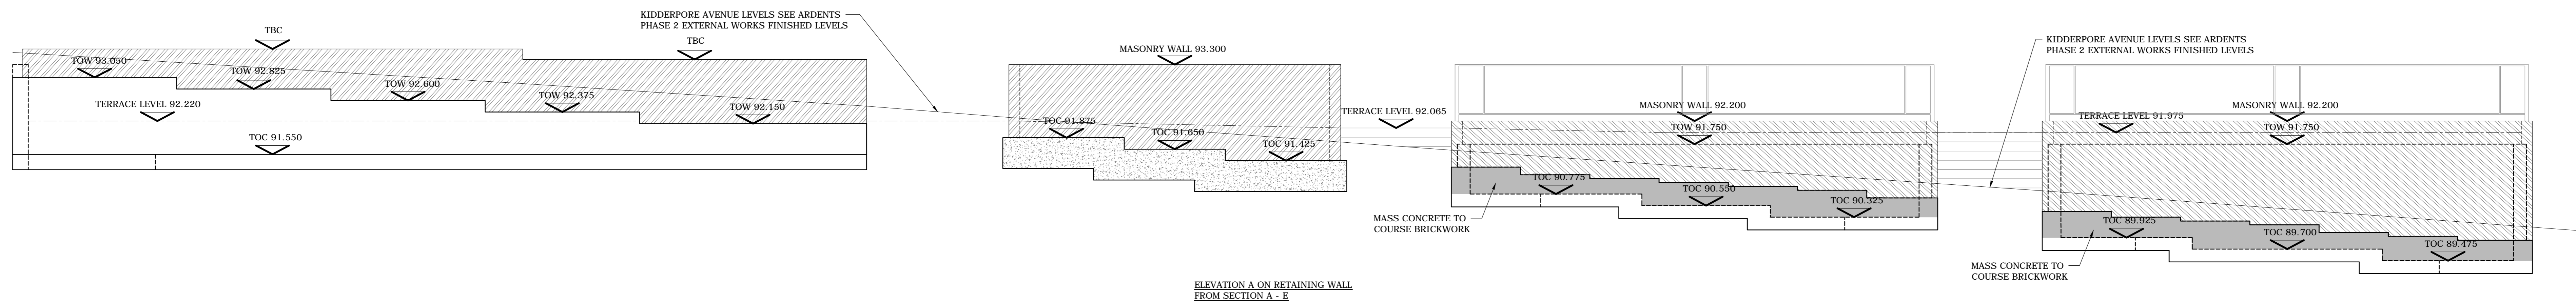 KIDDERPORE AVENUE LEVELS SEE ARDENTS
PHASE 2 EXTERNAL WORKS FINISHED LEVELS
TBC
TBC
TOW 93.050
TOW 92.825
TOW 92.600
TOW 92.375
TOW 92.150
TERRACE LEVEL 92.220
TOC 91.550
MASONRY WALL 93.300
TOC 91.875
TOC 91.650
TOC 91.425
TERRACE LEVEL 92.065
MASONRY WALL 92.200
TOW 91.750
TOC 90.775
TOC 90.550
TOC 90.325
MASS CONCRETE TO
COURSE BRICKWORK
KIDDERPORE AVENUE LEVELS SEE ARDENTS
PHASE 2 EXTERNAL WORKS FINISHED LEVELS
TERRACE LEVEL 91.975
MASONRY WALL 92.200
TOW 91.750
TOC 89.925
TOC 89.700
TOC 89.475
MASS CONCRETE TO
COURSE BRICKWORK
ELEVATION A ON RETAINING WALL
FROM SECTION A - E